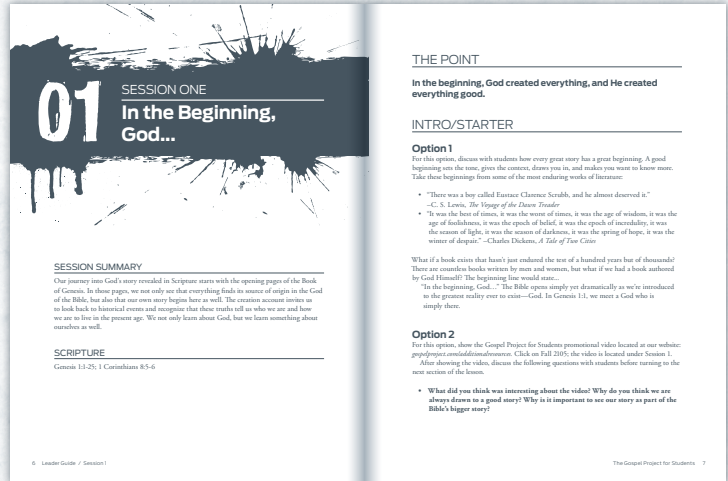 01
SESSION ONE
In the Beginning,
God...
SESSION SUMMARY
Our journey into God's story revealed in Scripture starts with the opening pages of the Book
of Genesis. In those pages, we not only see that everything finds its source of origin in the God
of the Bible, but also that our own story begins here as well. The creation account invites us
to look back to historical events and recognize that these truths tell us who we are and how
we are to live in the present age. We not only learn about God, but we learn something about
ourselves as well.
SCRIPTURE
Genesis 1:1-25; 1 Corinthians 8:5-6
6 Leader Guide / Session 1
THE POINT
In the beginning, God created everything, and He created
everything good.
INTRO/STARTER
Option 1
For this option, discuss with students how every great story has a great beginning. A good
beginning sets the tone, gives the context, draws you in, and makes you want to know more.
Take these beginnings from some of the most enduring works of literature:
• "There was a boy called Eustace Clarence Scrubb, and he almost deserved it."
–C. S. Lewis, The Voyage of the Dawn Treader
• "It was the best of times, it was the worst of times, it was the age of wisdom, it was the
age of foolishness, it was the epoch of belief, it was the epoch of incredulity, it was
the season of light, it was the season of darkness, it was the spring of hope, it was the
winter of despair." –Charles Dickens, A Tale of Two Cities
What if a book exists that hasn't just endured the test of a hundred years but of thousands?
There are countless books written by men and women, but what if we had a book authored
by God Himself? The beginning line would state...
"In the beginning, God..." The Bible opens simply yet dramatically as we're introduced
to the greatest reality ever to exist—God. In Genesis 1:1, we meet a God who is
simply there.
Option 2
For this option, show the Gospel Project for Students promotional video located at our website:
gospelproject.com/additionalresources. Click on Fall 2105; the video is located under Session 1.
After showing the video, discuss the following questions with students before turning to the
next section of the lesson.
• What did you think was interesting about the video? Why do you think we are
always drawn to a good story? Why is it important to see our story as part of the
Bible's bigger story?
The Gospel Project for Students 7